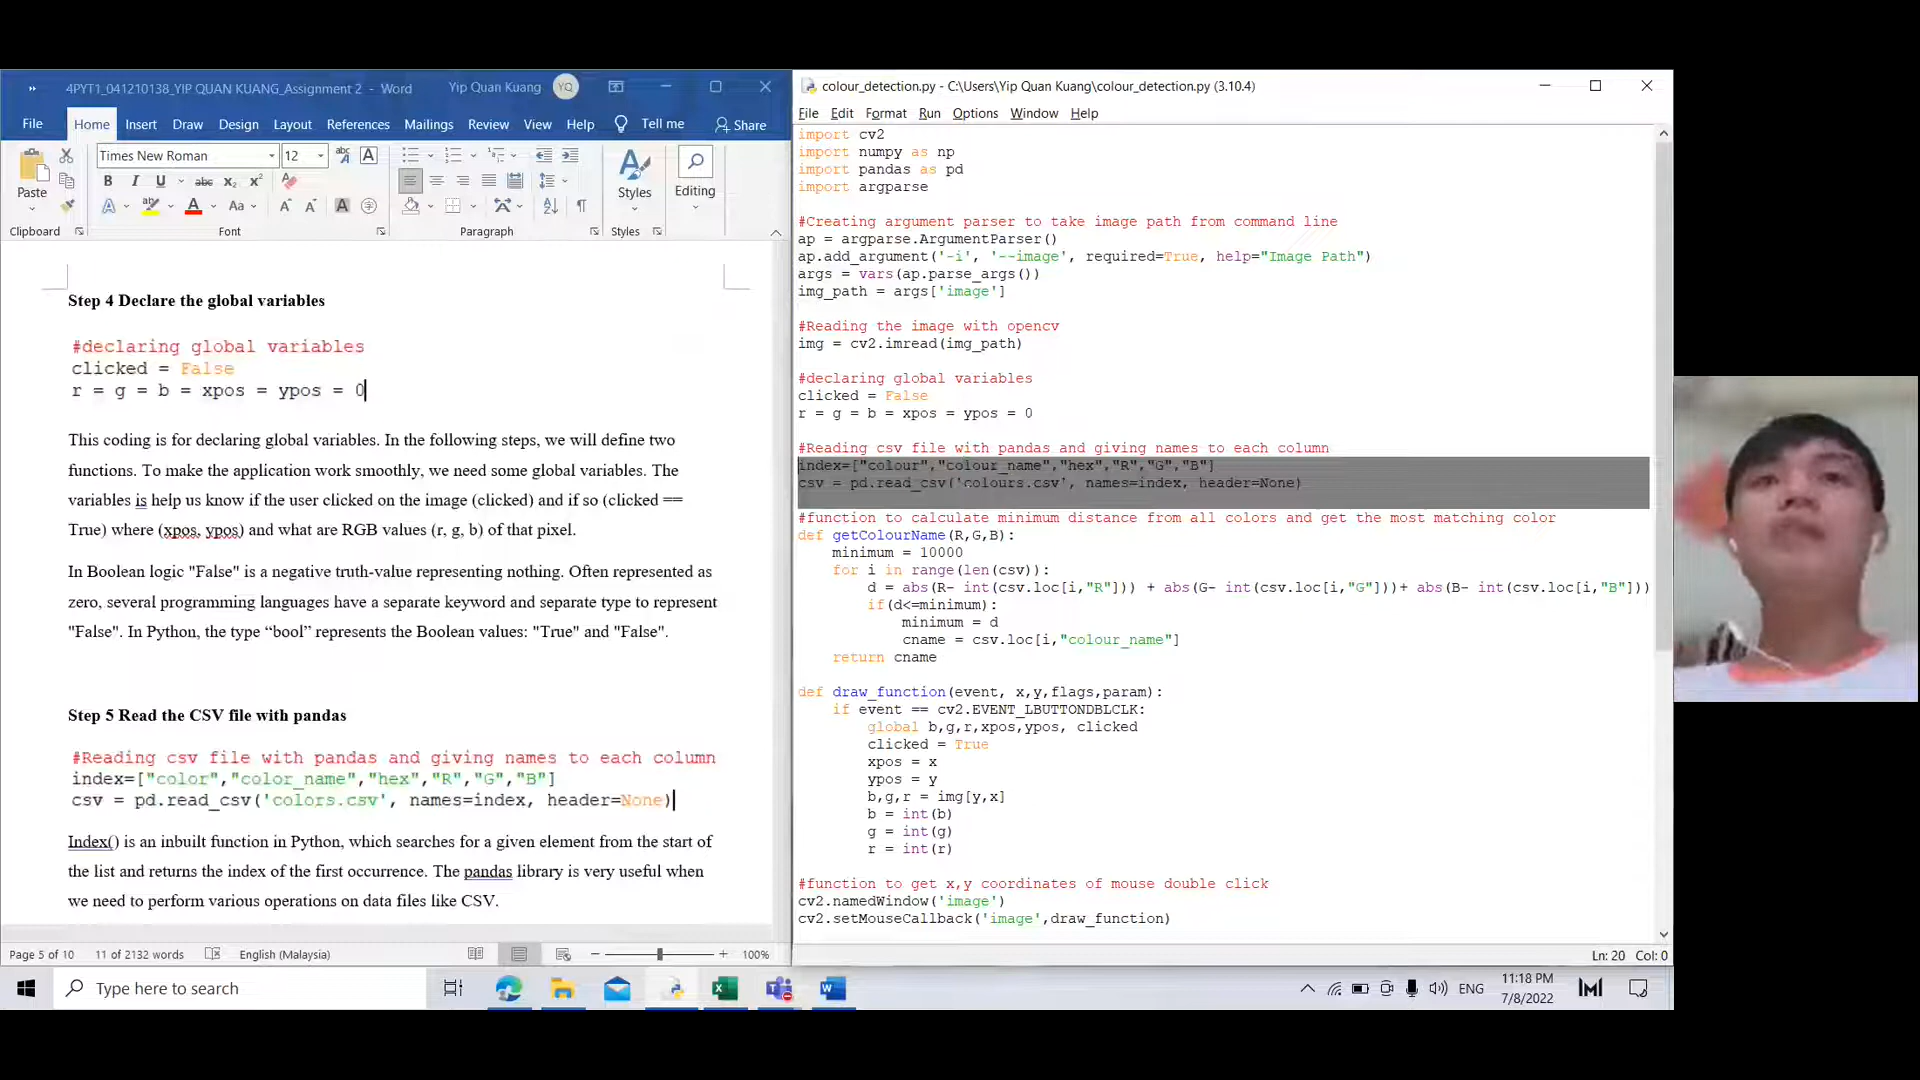 4PYT1_041210138_YIP QUAN KUANG_Assignment 2 - Word
Yip Quan Kuang
YQ
File Home Insert Draw Design Layout References Mailings Review View Help Tell me Share
Times New Roman 12
Paste
Styles
Editing
Clipboard Font Paragraph Styles
Step 4 Declare the global variables
#declaring global variables
clicked = False
r = g = b = xpos = ypos = 0
This coding is for declaring global variables. In the following steps, we will define two
functions. To make the application work smoothly, we need some global variables. The
variables is help us know if the user clicked on the image (clicked) and if so (clicked ==
True) where (xpos, ypos) and what are RGB values (r, g, b) of that pixel.
In Boolean logic "False" is a negative truth-value representing nothing. Often represented as
zero, several programming languages have a separate keyword and separate type to represent
"False". In Python, the type “bool” represents the Boolean values: "True" and "False".
Step 5 Read the CSV file with pandas
#Reading csv file with pandas and giving names to each column
index=["color","color_name","hex","R","G","B"]
csv = pd.read_csv('colors.csv', names=index, header=None)
Index() is an inbuilt function in Python, which searches for a given element from the start of
the list and returns the index of the first occurrence. The pandas library is very useful when
we need to perform various operations on data files like CSV.
Page 5 of 10 11 of 2132 words English (Malaysia) 100%
colour_detection.py - C:\Users\Yip Quan Kuang\colour_detection.py (3.10.4)
File Edit Format Run Options Window Help
import cv2
import numpy as np
import pandas as pd
import argparse
#Creating argument parser to take image path from command line
ap = argparse.ArgumentParser()
ap.add_argument('-i', '--image', required=True, help="Image Path")
args = vars(ap.parse_args())
img_path = args['image']
#Reading the image with opencv
img = cv2.imread(img_path)
#declaring global variables
clicked = False
r = g = b = xpos = ypos = 0
#Reading csv file with pandas and giving names to each column
index=["colour","colour_name","hex","R","G","B"]
csv = pd.read_csv('colours.csv', names=index, header=None)
#function to calculate minimum distance from all colors and get the most matching color
def getColourName(R,G,B):
    minimum = 10000
    for i in range(len(csv)):
        d = abs(R- int(csv.loc[i,"R"])) + abs(G- int(csv.loc[i,"G"]))+ abs(B- int(csv.loc[i,"B"]))
        if(d<=minimum):
            minimum = d
            cname = csv.loc[i,"colour_name"]
    return cname
def draw_function(event, x,y,flags,param):
    if event == cv2.EVENT_LBUTTONDBLCLK:
        global b,g,r,xpos,ypos, clicked
        clicked = True
        xpos = x
        ypos = y
        b,g,r = img[y,x]
        b = int(b)
        g = int(g)
        r = int(r)
#function to get x,y coordinates of mouse double click
cv2.namedWindow('image')
cv2.setMouseCallback('image',draw_function)
Ln: 20 Col: 0
Type here to search
ENG
11:18 PM
7/8/2022